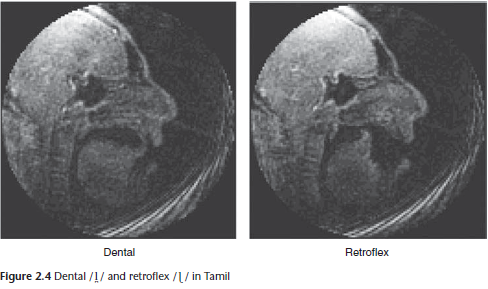 Dental
Retroflex
Figure 2.4 Dental /l̪/ and retroflex /ɭ/ in Tamil